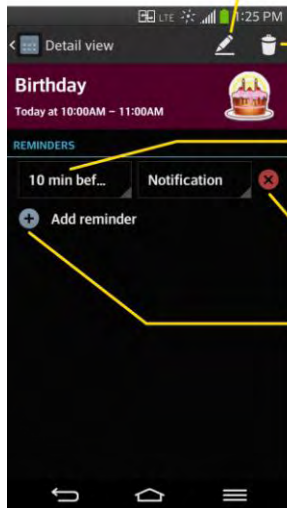 LTE 1:25 PM
Detail view
Birthday
Today at 10:00AM – 11:00AM
REMINDERS
10 min bef... Notification
Add reminder